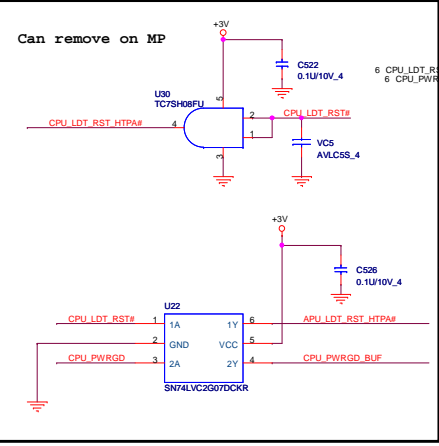 Can remove on MP
+3V
C522
0.1U/10V_4
6 CPU_LDT_RS
6 CPU_PWR
U30
TC7SH08FU
5
CPU_LDT_RST_HTPA#
4
2
CPU_LDT_RST#
1
3
VC5
AVLC5S_4
+3V
C526
0.1U/10V_4
U22
CPU_LDT_RST# 1 1A 1Y 6 APU_LDT_RST_HTPA#
2 GND VCC 5
CPU_PWRGD 3 2A 2Y 4 CPU_PWRGD_BUF
SN74LVC2G07DCKR